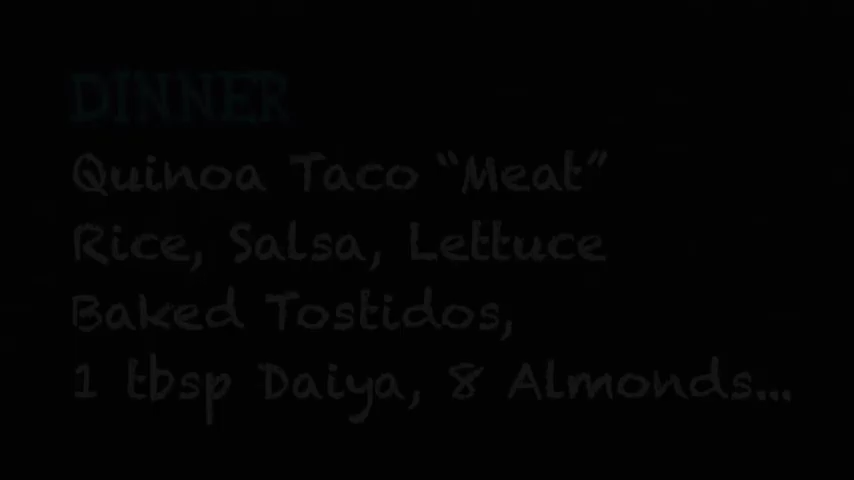 DINNER
Quinoa Taco “Meat”
Rice, Salsa, Lettuce
Baked Tostidos,
1 tbsp Daiya, 8 Almonds...